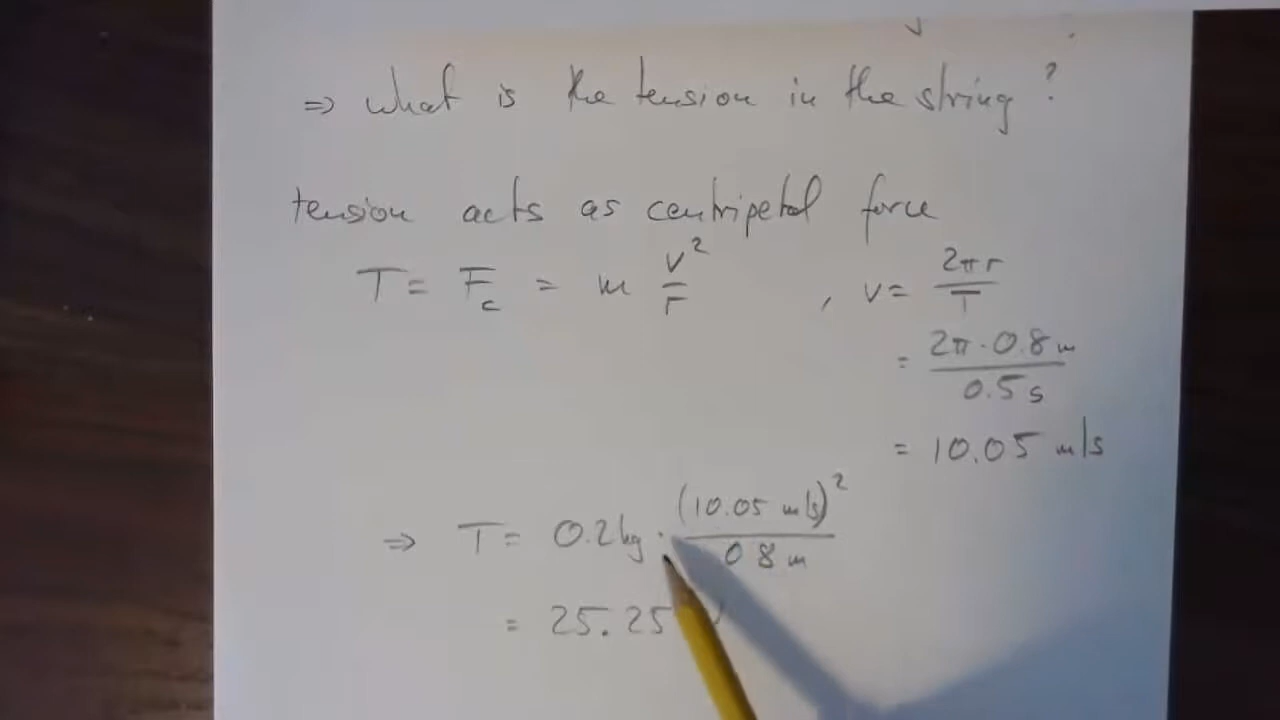 ⇒ What is the tension in the string?
tension acts as centripetal force
T = F_c = m v²/r , v = 2πr/T
= 2π · 0.8 m / 0.5 s
= 10.05 m/s
⇒ T = 0.2 kg · (10.05 m/s)² / 0.8 m
= 25.25